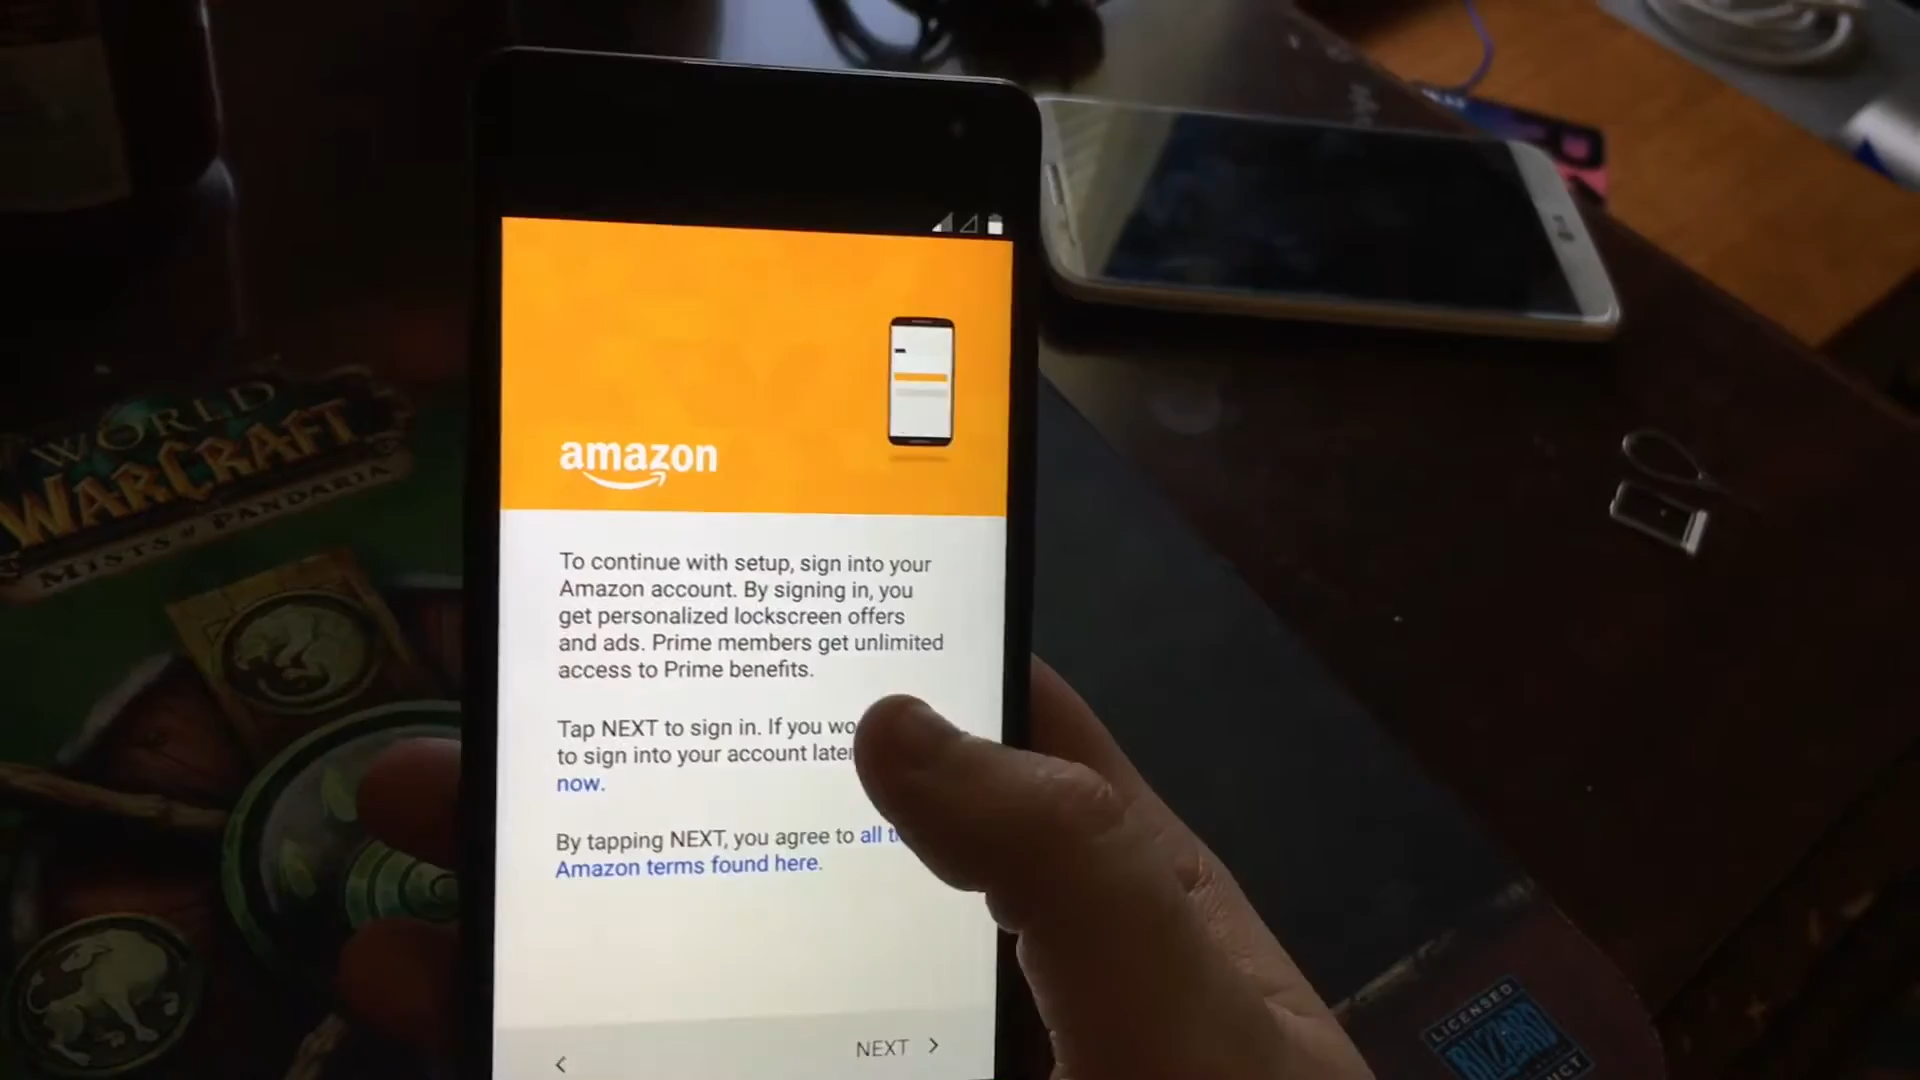 amazon
To continue with setup, sign into your
Amazon account. By signing in, you
get personalized lockscreen offers
and ads. Prime members get unlimited
access to Prime benefits.
Tap NEXT to sign in. If you
to sign into your account later
now.
By tapping NEXT, you agree to all
Amazon terms found here.
NEXT
WORLD
WARCRAFT
MISTS of PANDARIA
LICENSED
BLIZZARD